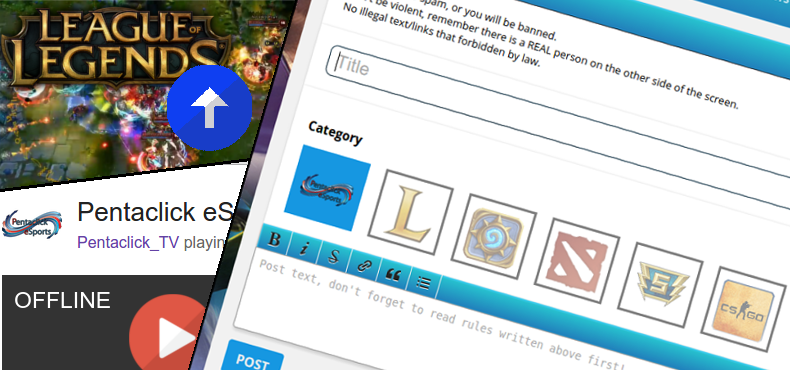 LEAGUE OF
LEGENDS
Pentaclick
eSports
Pentaclick eS
Pentaclick_TV playin
OFFLINE
spam, or you will be banned.
't be violent, remember there is a REAL person on the other side of the screen.
No illegal text/links that forbidden by law.
Title
Category
Pentaclick
eSports
L
S
CS GO
B i S
Post text, don't forget to read rules written above first!
POST